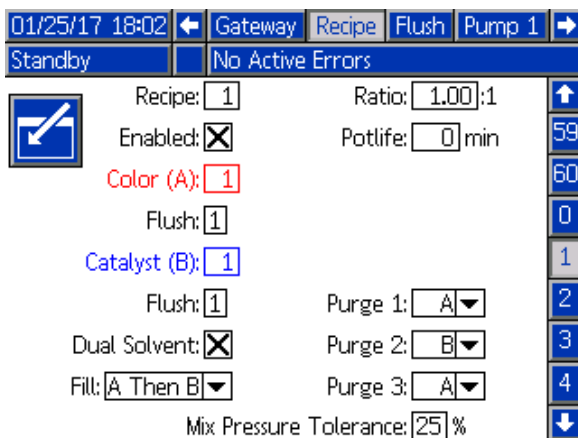 01/25/17 18:02 Gateway Recipe Flush Pump 1
Standby No Active Errors
Recipe: 1 Ratio: 1.00:1
Enabled: Potlife: 0 min 59
Color (A): 1 60
Flush: 1 0
Catalyst (B): 1 1
Flush: 1 Purge 1: A 2
Dual Solvent: Purge 2: B 3
Fill: A Then B Purge 3: A 4
Mix Pressure Tolerance: 25 %